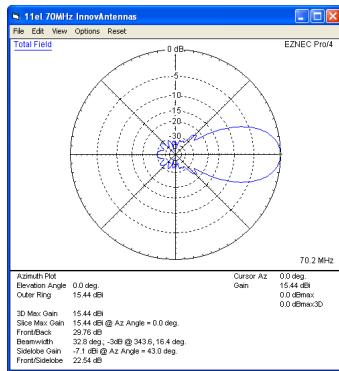 11el 70MHz InnovAntennas
File Edit View Options Reset
Total Field
EZNEC Pro/4
0 dB
-5
-10
-15
-20
-30
70.2 MHz
Azimuth Plot
Elevation Angle 0.0 deg.
Outer Ring 15.44 dBi
Cursor Az 0.0 deg.
Gain 15.44 dBi
0.0 dBmax
0.0 dBmax3D
3D Max Gain 15.44 dBi
Slice Max Gain 15.44 dBi @ Az Angle = 0.0 deg.
Front/Back 29.76 dB
Beamwidth 32.8 deg.; -3dB @ 343.6, 16.4 deg.
Sidelobe Gain -7.1 dBi @ Az Angle = 43.0 deg.
Front/Sidelobe 22.54 dB